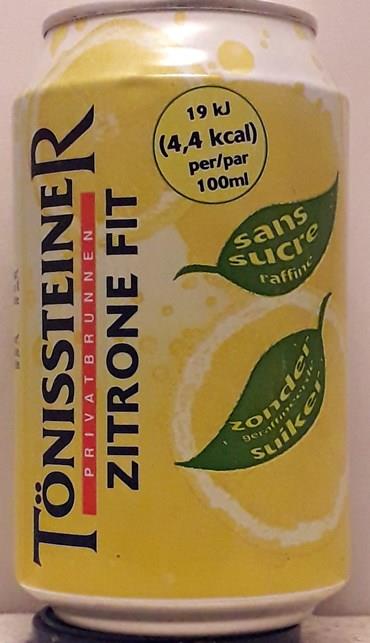 TÖNISSTEINER
PRIVATBRUNNEN
ZITRONE FIT
19 kJ
(4,4 kcal)
per/par
100ml
sans
sucre
raffiné
zonder
geraffineerde
suiker